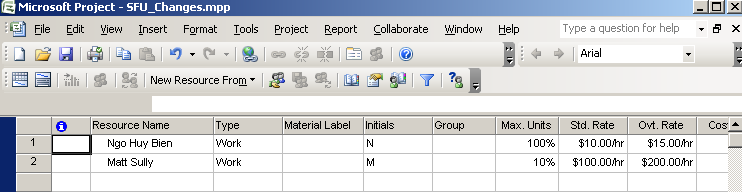 Microsoft Project - SFU_Changes.mpp
File Edit View Insert Format Tools Project Report Collaborate Window Help Type a question for help
Arial
New Resource From
Resource Name Type Material Label Initials Group Max. Units Std. Rate Ovt. Rate Cos
1 Ngo Huy Bien Work N 100% $10.00/hr $15.00/hr
2 Matt Sully Work M 10% $100.00/hr $200.00/hr